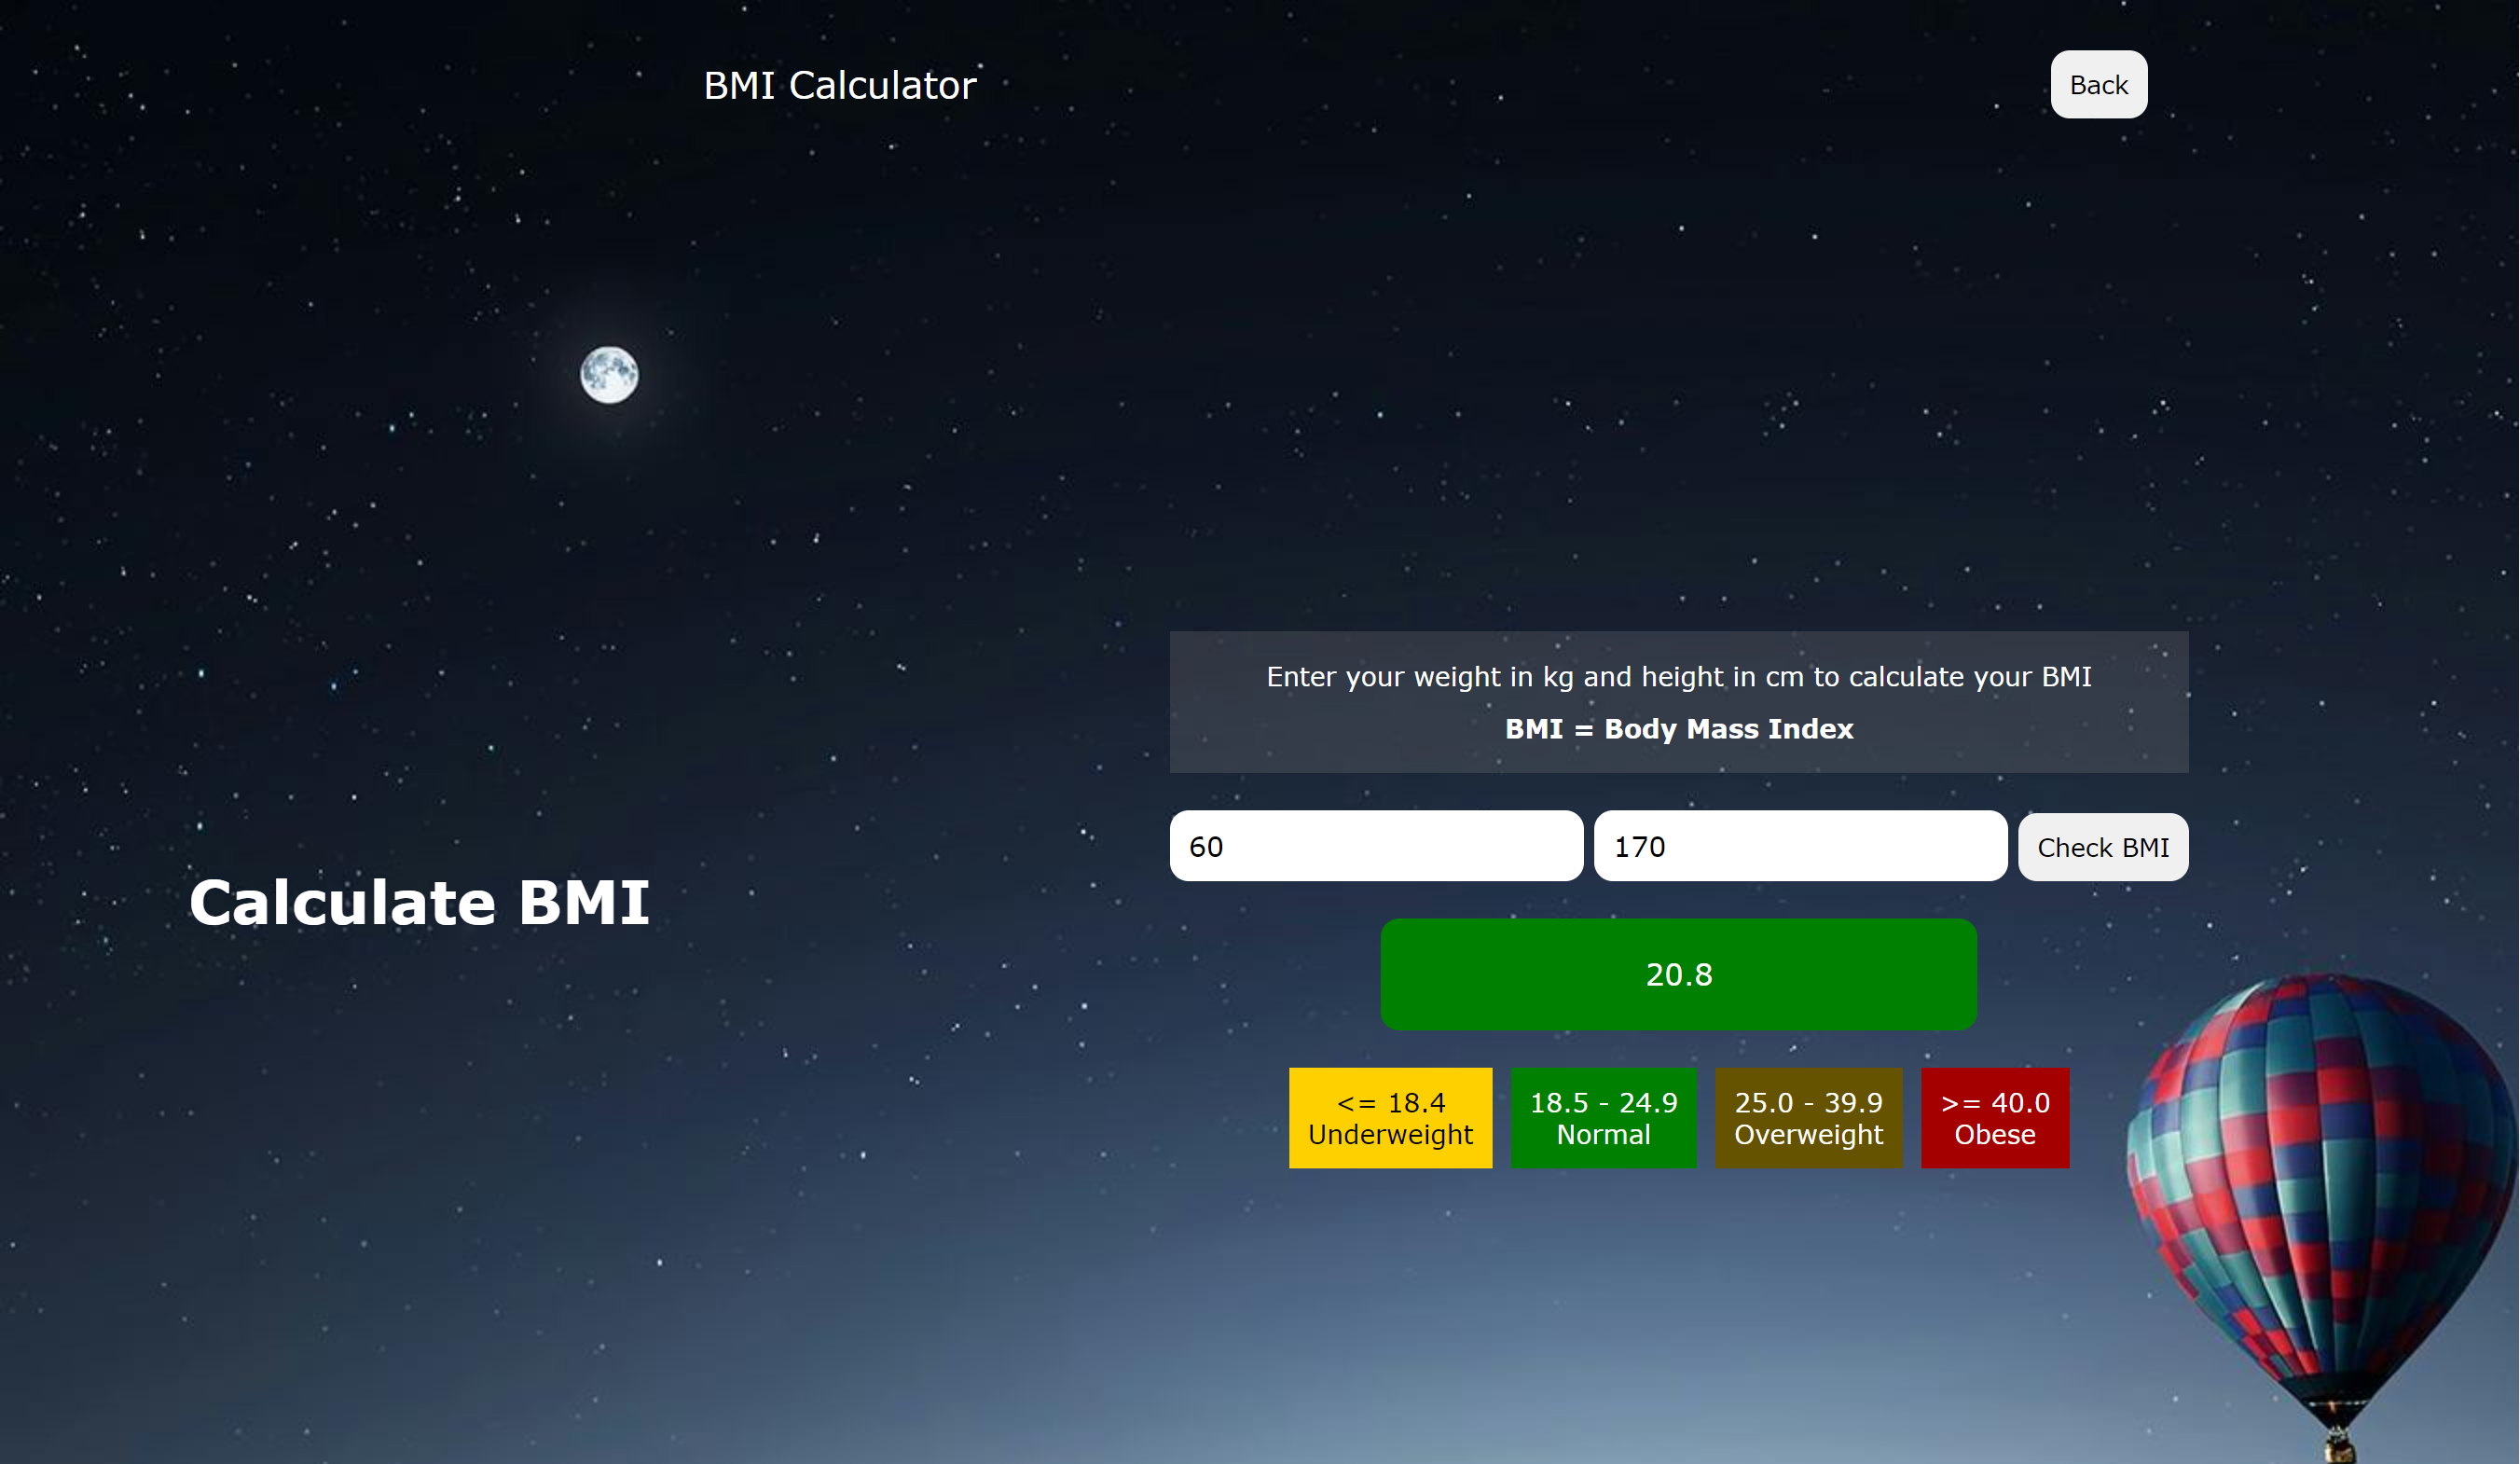 BMI Calculator
Back
Enter your weight in kg and height in cm to calculate your BMI
BMI = Body Mass Index
60
170
Check BMI
Calculate BMI
20.8
<= 18.4
Underweight
18.5 - 24.9
Normal
25.0 - 39.9
Overweight
>= 40.0
Obese